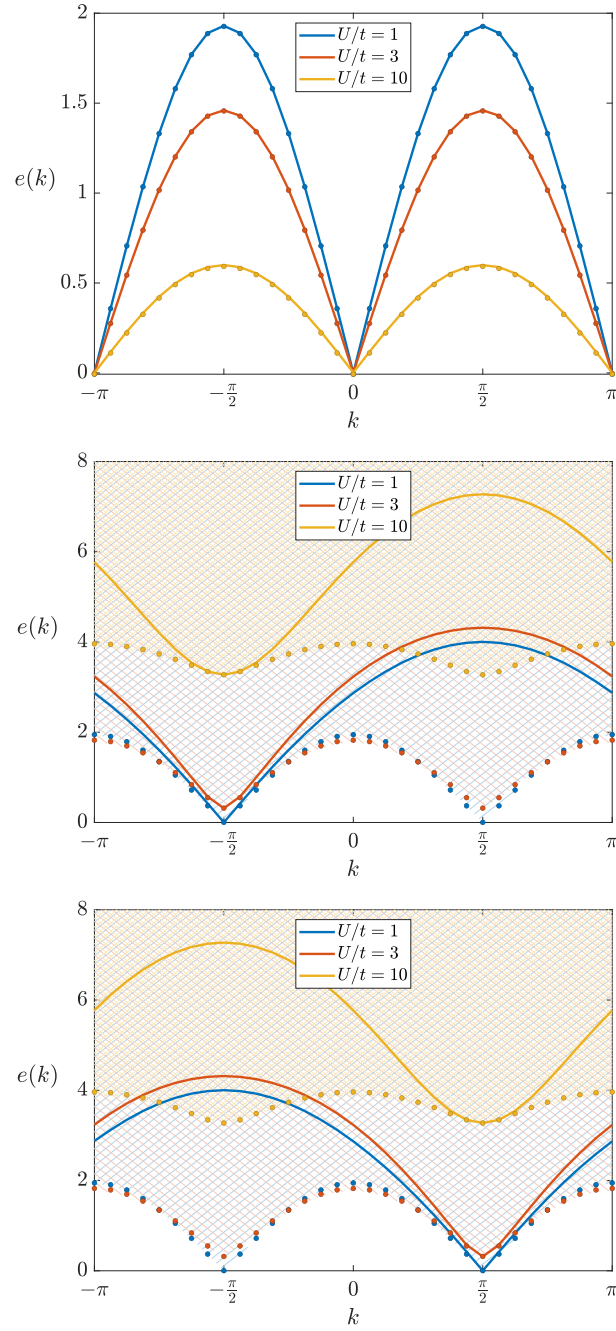 2
1.5
e(k)
1
0.5
0
U/t = 1
U/t = 3
U/t = 10
−π
−π/2
0
π/2
π
k
8
6
e(k)
4
2
0
U/t = 1
U/t = 3
U/t = 10
−π
−π/2
0
π/2
π
k
8
6
e(k)
4
2
0
U/t = 1
U/t = 3
U/t = 10
−π
−π/2
0
π/2
π
k